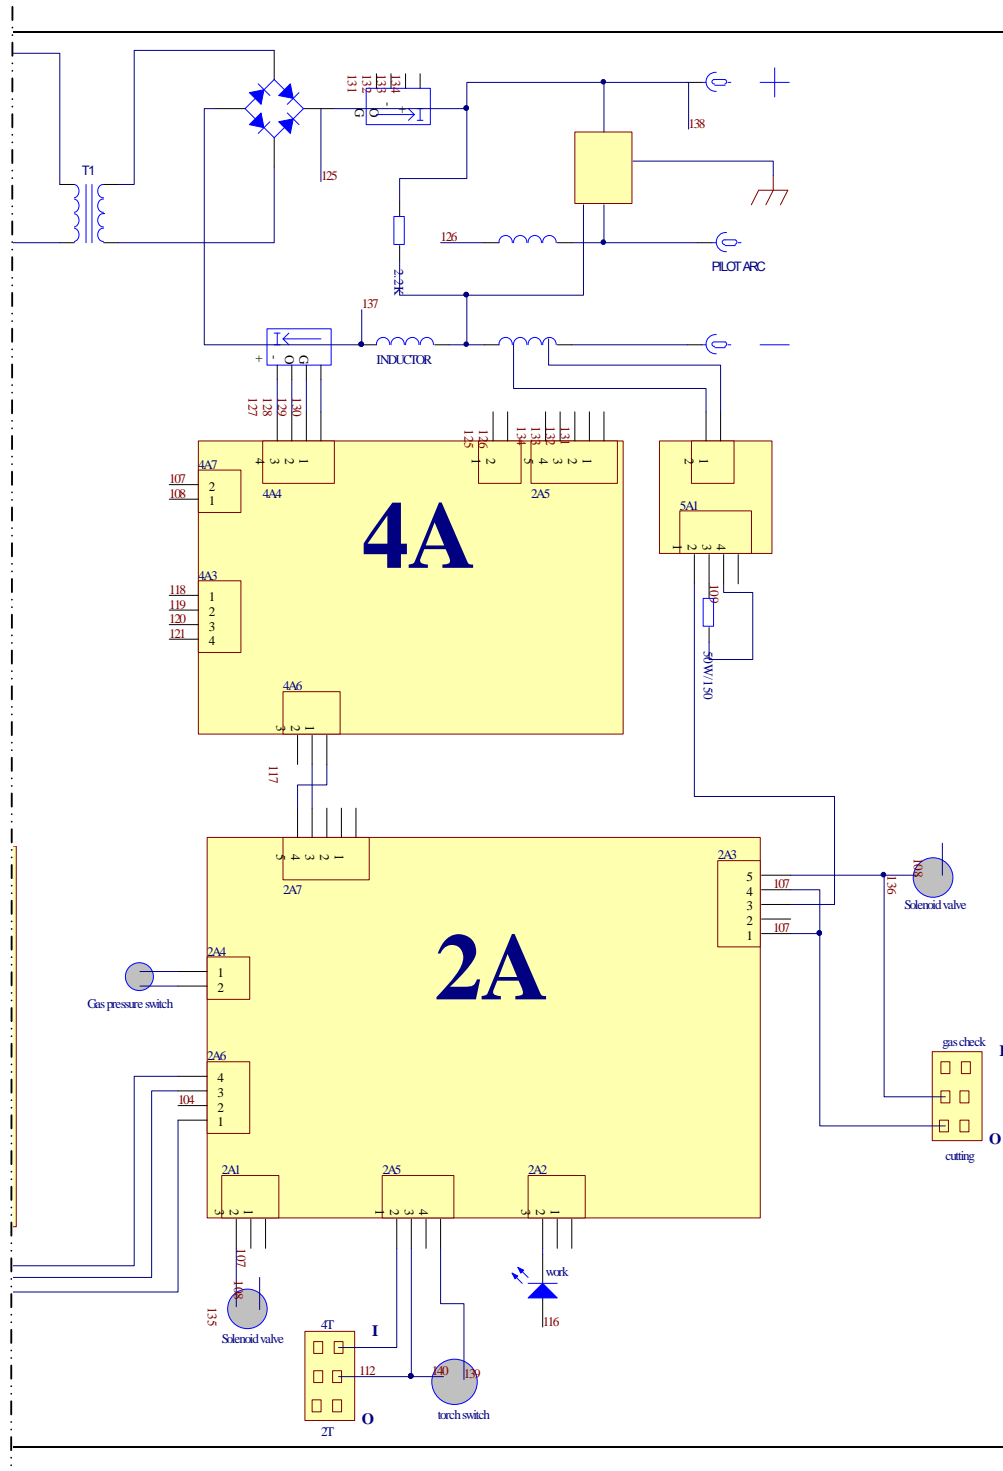 131
132
133
134
G
O
-
+
I
138
T1
125
126
2.2K
PILOT ARC
137
I
+
-
O
G
INDUCTOR
127
128
129
130
125
126
134
133
132
131
4A7
4
3
2
1
1
2
5
4
3
2
1
2
1
107
2
108
1
4A4
2A5
5A1
4A
1
2
3
4
4A3
118
1
119
2
120
3
121
4
109
50W/150
4A6
3
2
1
117
5
4
3
2
1
2A7
2A3
5
4
3
2
1
107
107
136
108
Solenoid valve
2A
2A4
1
2
Gas pressure switch
2A6
4
3
104
2
1
gas check
I
O
cutting
2A1
3
2
1
2A5
1
2
3
4
2A2
3
2
1
107
108
135
Solenoid valve
work
116
4T
I
112
140
139
O
2T
torch switch